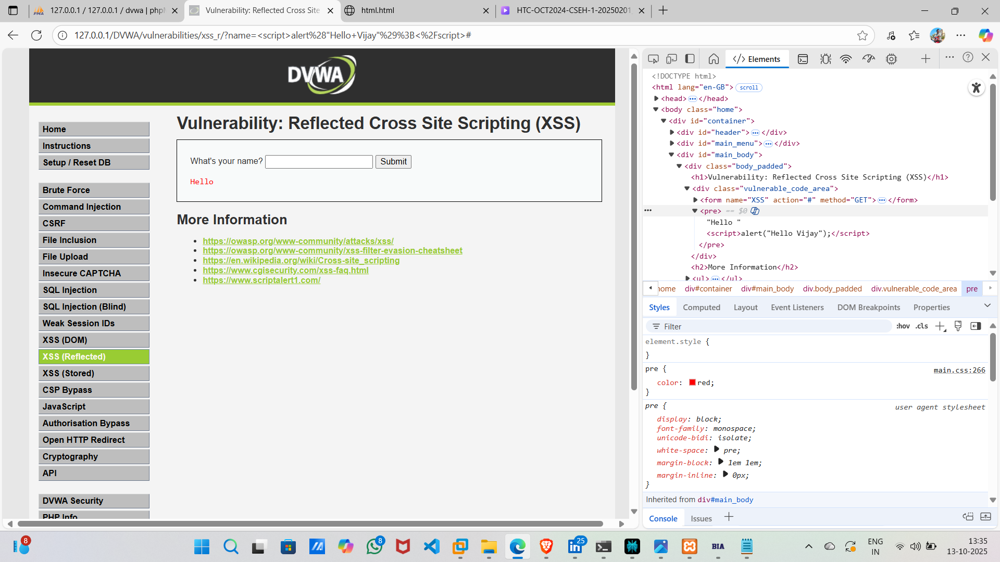 127.0.0.1 / 127.0.0.1 / dvwa | phpM
Vulnerability: Reflected Cross Site
html.html
HTC-OCT2024-CSEH-1-20250201
127.0.0.1/DVWA/vulnerabilities/xss_r/?name=<script>alert%28"Hello+Vijay"%29%3B<%2Fscript>#
DVWA
Home
Instructions
Setup / Reset DB
Brute Force
Command Injection
CSRF
File Inclusion
File Upload
Insecure CAPTCHA
SQL Injection
SQL Injection (Blind)
Weak Session IDs
XSS (DOM)
XSS (Reflected)
XSS (Stored)
CSP Bypass
JavaScript
Authorisation Bypass
Open HTTP Redirect
Cryptography
API
DVWA Security
PHP Info
Vulnerability: Reflected Cross Site Scripting (XSS)
What's your name? Submit
Hello
More Information
https://owasp.org/www-community/attacks/xss/
https://owasp.org/www-community/xss-filter-evasion-cheatsheet
https://en.wikipedia.org/wiki/Cross-site_scripting
https://www.cgisecurity.com/xss-faq.html
https://www.scriptalert1.com/
</> Elements
<!DOCTYPE html>
<html lang="en-GB"> scroll
<head>…</head>
<body class="home">
<div id="container">
<div id="header">…</div>
<div id="main_menu">…</div>
<div id="main_body">
<div class="body_padded">
<h1>Vulnerability: Reflected Cross Site Scripting (XSS)</h1>
<div class="vulnerable_code_area">
<form name="XSS" action="#" method="GET">…</form>
<pre> == $0
"Hello "
<script>alert("Hello Vijay");</script>
</pre>
</div>
<h2>More Information</h2>
<ul>…</ul>
home div#container div#main_body div.body_padded div.vulnerable_code_area pre
Styles Computed Layout Event Listeners DOM Breakpoints Properties
Filter :hov .cls
element.style {
}
pre { main.css:266
color: red;
}
pre { user agent stylesheet
display: block;
font-family: monospace;
unicode-bidi: isolate;
white-space: pre;
margin-block: 1em 1em;
margin-inline: 0px;
}
Inherited from div#main_body
Console Issues
8
8
25
BIA
ENG
IN
13:35
13-10-2025